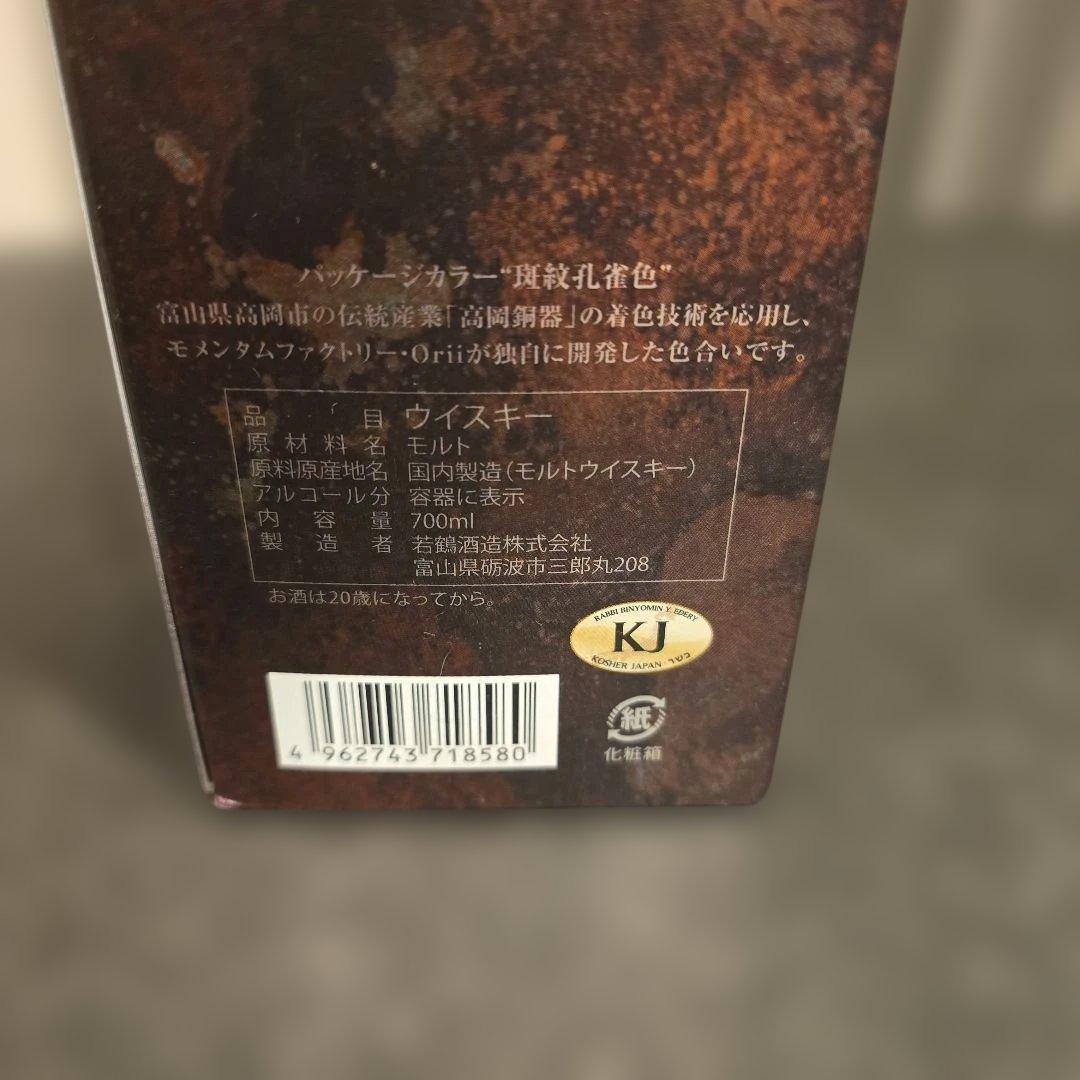 パッケージカラー“斑紋孔雀色”
富山県高岡市の伝統産業「高岡銅器」の着色技術を応用し、
モメンタムファクトリー・Oriiが独自に開発した色合いです。
品目 ウイスキー
原材料名 モルト
原料原産地名 国内製造(モルトウイスキー)
アルコール分 容器に表示
内容量 700ml
製造者 若鶴酒造株式会社
富山県砺波市三郎丸208
お酒は20歳になってから。
RABBI BINYOMIN Y. EDERY
KJ
KOSHER JAPAN · כשר
紙
化粧箱
4 962743 718580